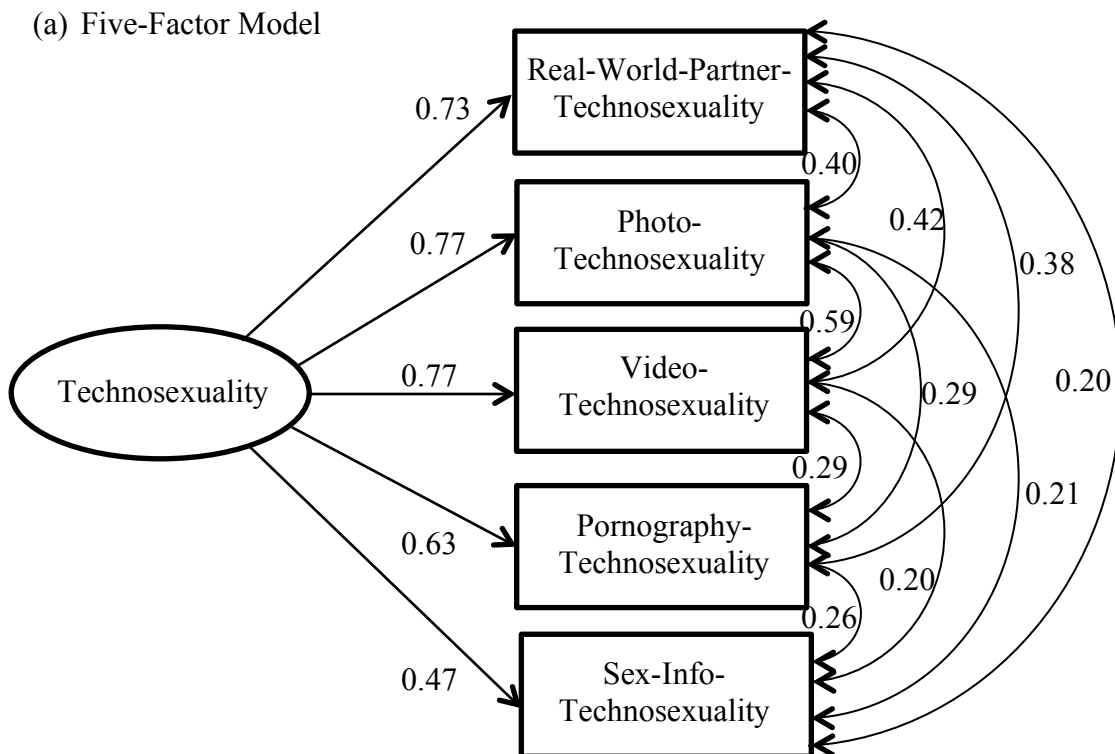 (a) Five-Factor Model
Real-World-Partner-
Technosexuality
0.73
0.40
Photo-
Technosexuality
0.77
0.42
0.38
0.59
Technosexuality
0.77
Video-
Technosexuality
0.20
0.29
0.29
0.21
Pornography-
Technosexuality
0.63
0.20
0.26
Sex-Info-
Technosexuality
0.47